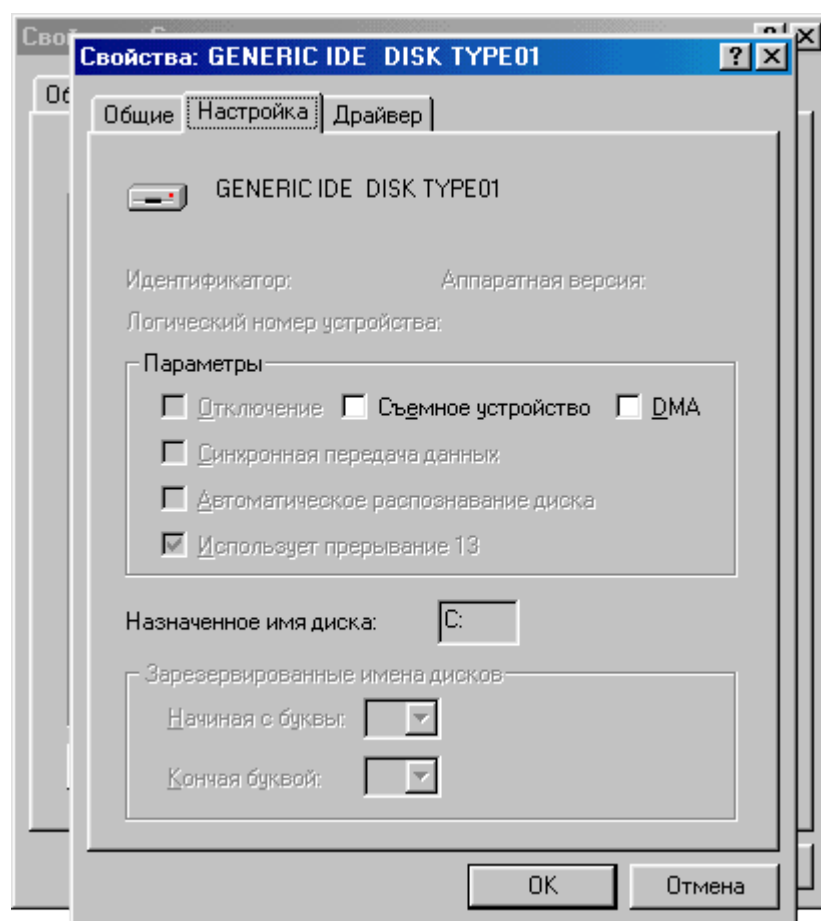 Свойства: GENERIC IDE DISK TYPE01
Об
Общие Настройка Драйвер
GENERIC IDE DISK TYPE01
Идентификатор: Аппаратная версия:
Логический номер устройства:
Параметры
Отключение Съемное устройство DMA
Синхронная передача данных
Автоматическое распознавание диска
Использует прерывание 13
Назначенное имя диска: C:
Зарезервированные имена дисков
Начиная с буквы:
Кончая буквой:
OK Отмена